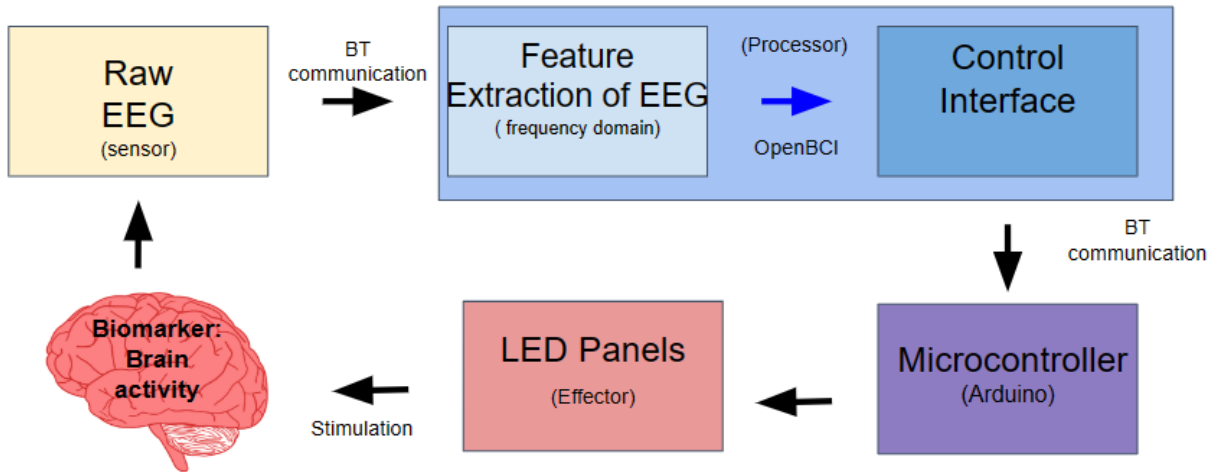 Raw
EEG
(sensor)
BT
communication
Feature
Extraction of EEG
( frequency domain)
(Processor)
OpenBCI
Control
Interface
BT
communication
Microcontroller
(Arduino)
LED Panels
(Effector)
Stimulation
Biomarker:
Brain
activity